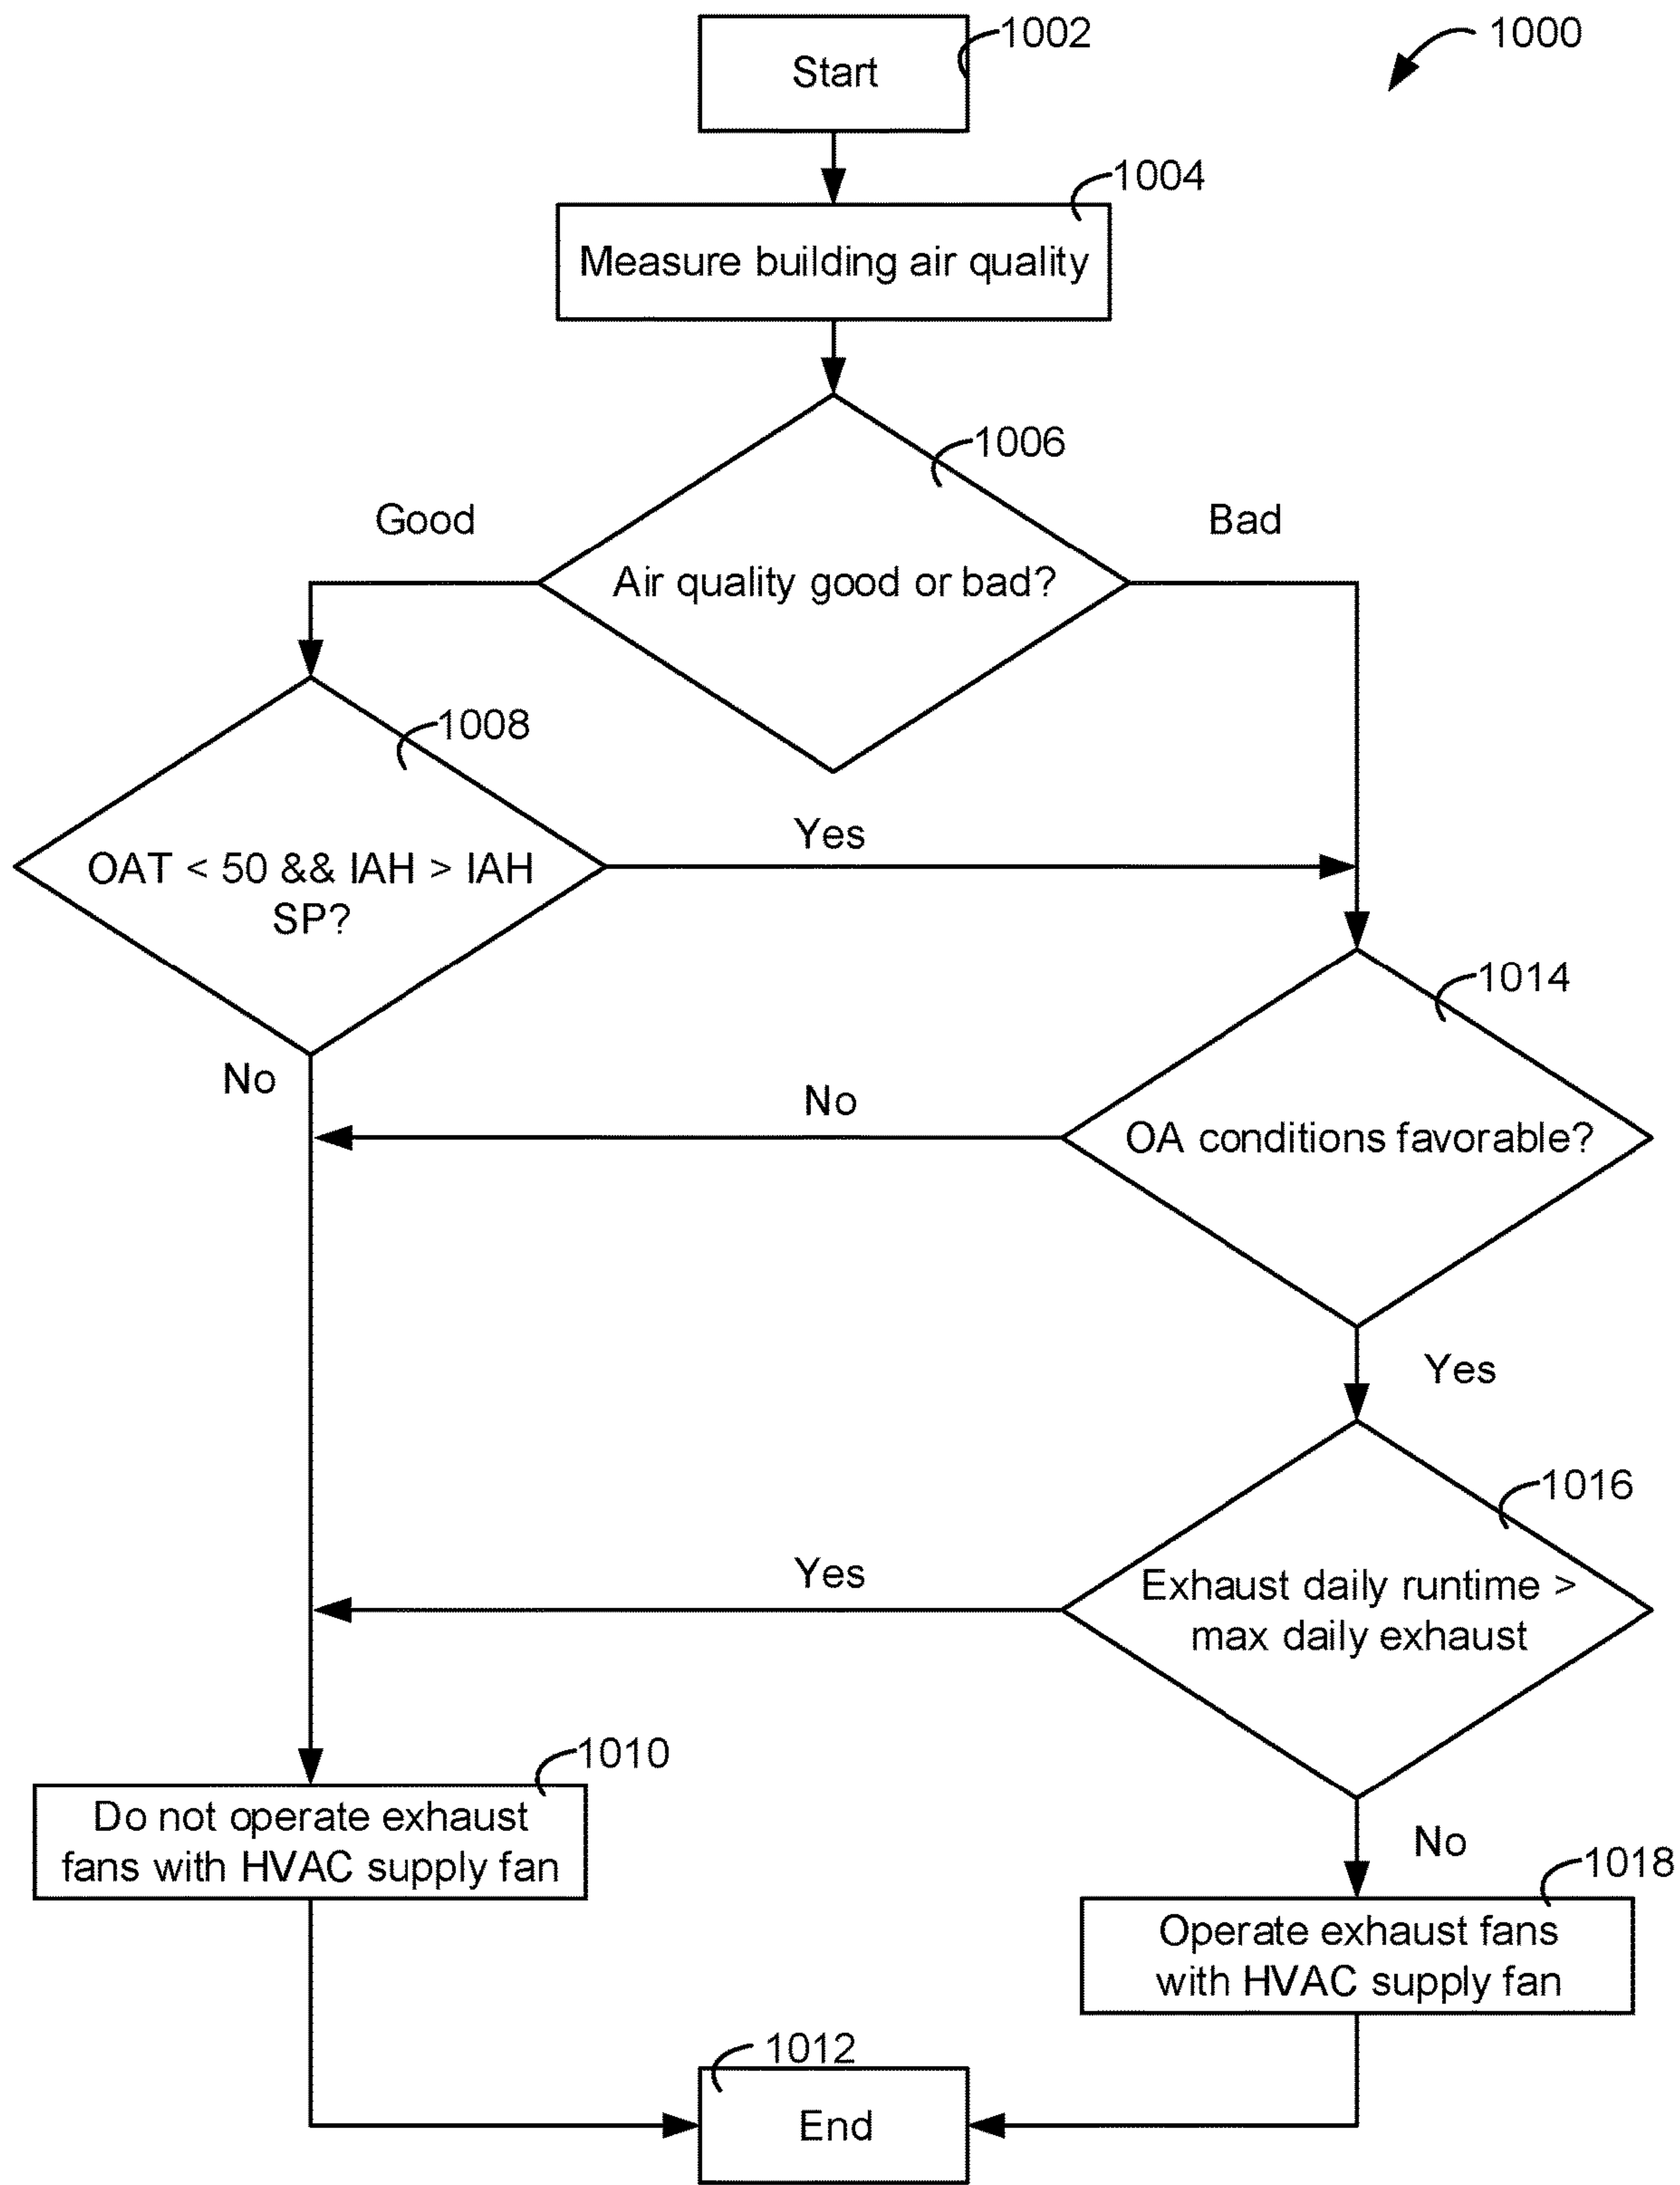 1002
1000
Start
1004
Measure building air quality
1006
Good
Bad
Air quality good or bad?
1008
Yes
OAT < 50 && IAH > IAH
SP?
1014
No
No
OA conditions favorable?
Yes
1016
Yes
Exhaust daily runtime >
max daily exhaust
1010
Do not operate exhaust
fans with HVAC supply fan
No
1018
Operate exhaust fans
with HVAC supply fan
1012
End